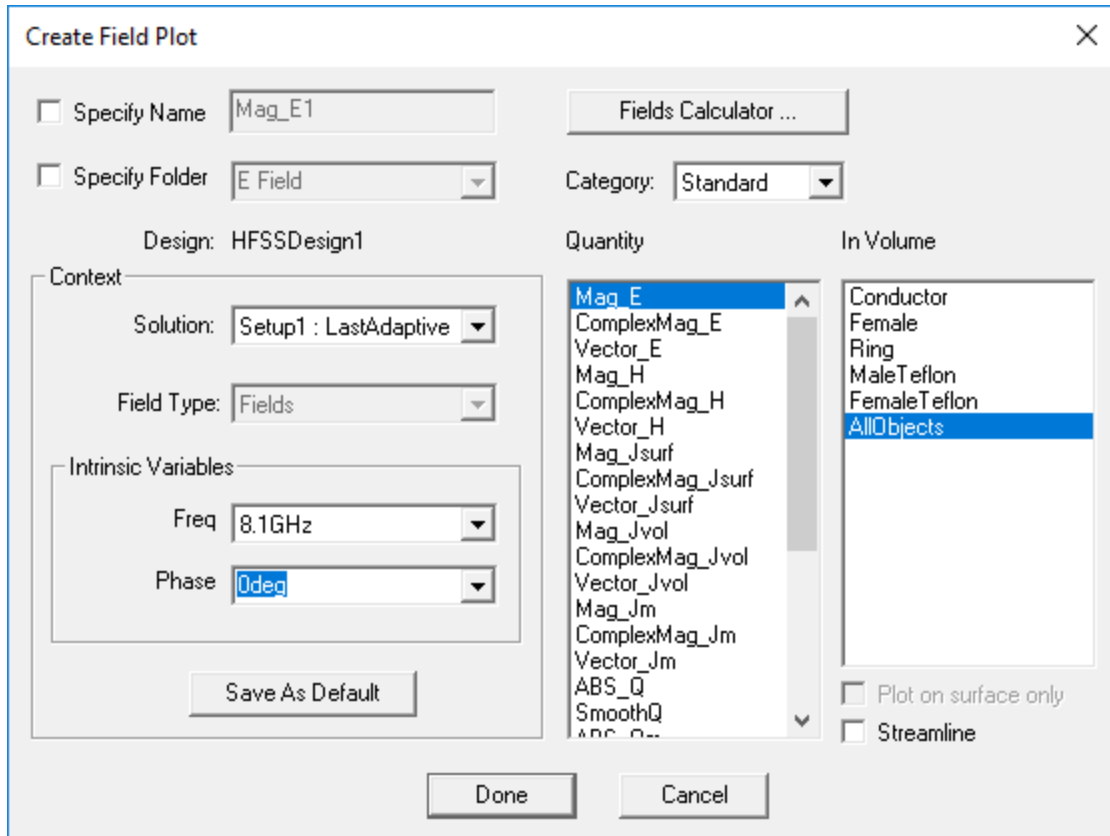 Create Field Plot
Specify Name
Mag_E1
Fields Calculator ...
Specify Folder
E Field
Category:
Standard
Design: HFSSDesign1
Context
Solution:
Setup1 : LastAdaptive
Field Type:
Fields
Intrinsic Variables
Freq
8.1GHz
Phase
0deg
Save As Default
Quantity
Mag_E
ComplexMag_E
Vector_E
Mag_H
ComplexMag_H
Vector_H
Mag_Jsurf
ComplexMag_Jsurf
Vector_Jsurf
Mag_Jvol
ComplexMag_Jvol
Vector_Jvol
Mag_Jm
ComplexMag_Jm
Vector_Jm
ABS_Q
SmoothQ
In Volume
Conductor
Female
Ring
MaleTeflon
FemaleTeflon
AllObjects
Plot on surface only
Streamline
Done
Cancel